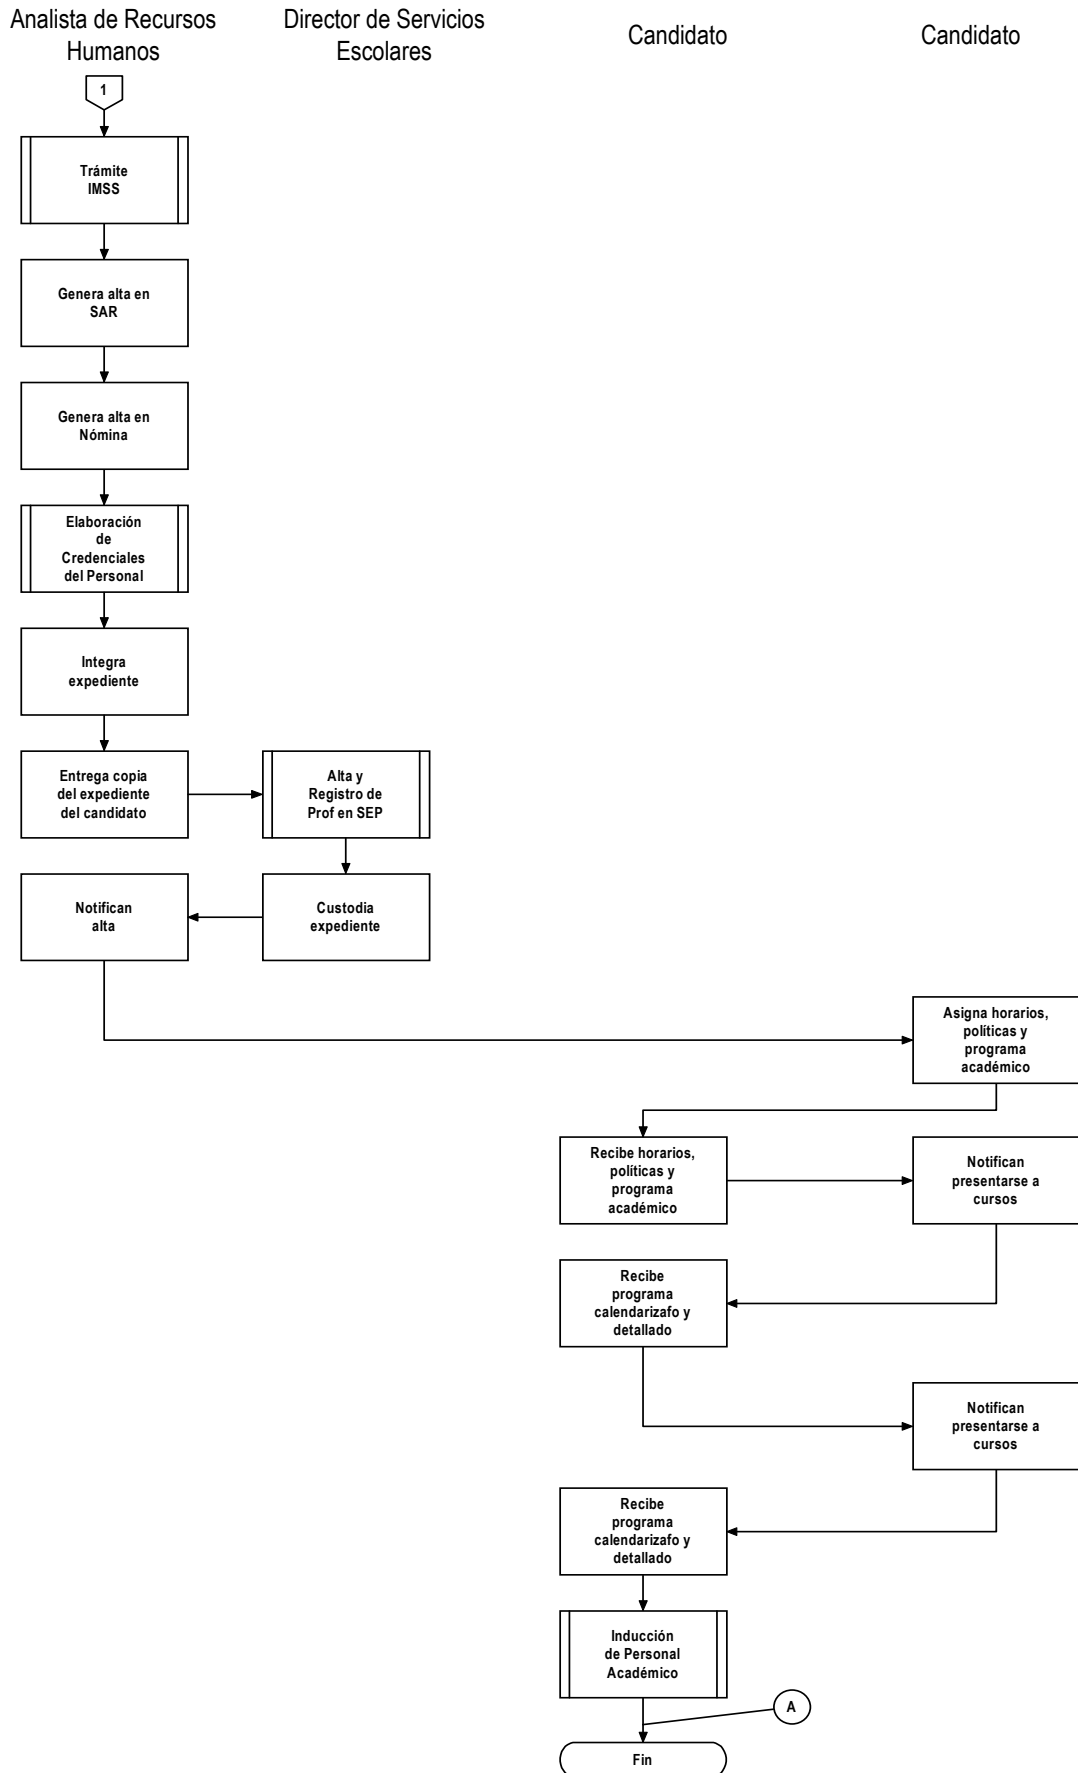 Analista de Recursos
Humanos
Director de Servicios
Escolares
Candidato
Candidato
1
Trámite
IMSS
Genera alta en
SAR
Genera alta en
Nómina
Elaboración
de
Credenciales
del Personal
Integra
expediente
Entrega copia
del expediente
del candidato
Alta y
Registro de
Prof en SEP
Notifican
alta
Custodia
expediente
Asigna horarios,
políticas y
programa
académico
Recibe horarios,
políticas y
programa
académico
Notifican
presentarse a
cursos
Recibe
programa
calendarizafo y
detallado
Notifican
presentarse a
cursos
Recibe
programa
calendarizafo y
detallado
Inducción
de Personal
Académico
A
Fin